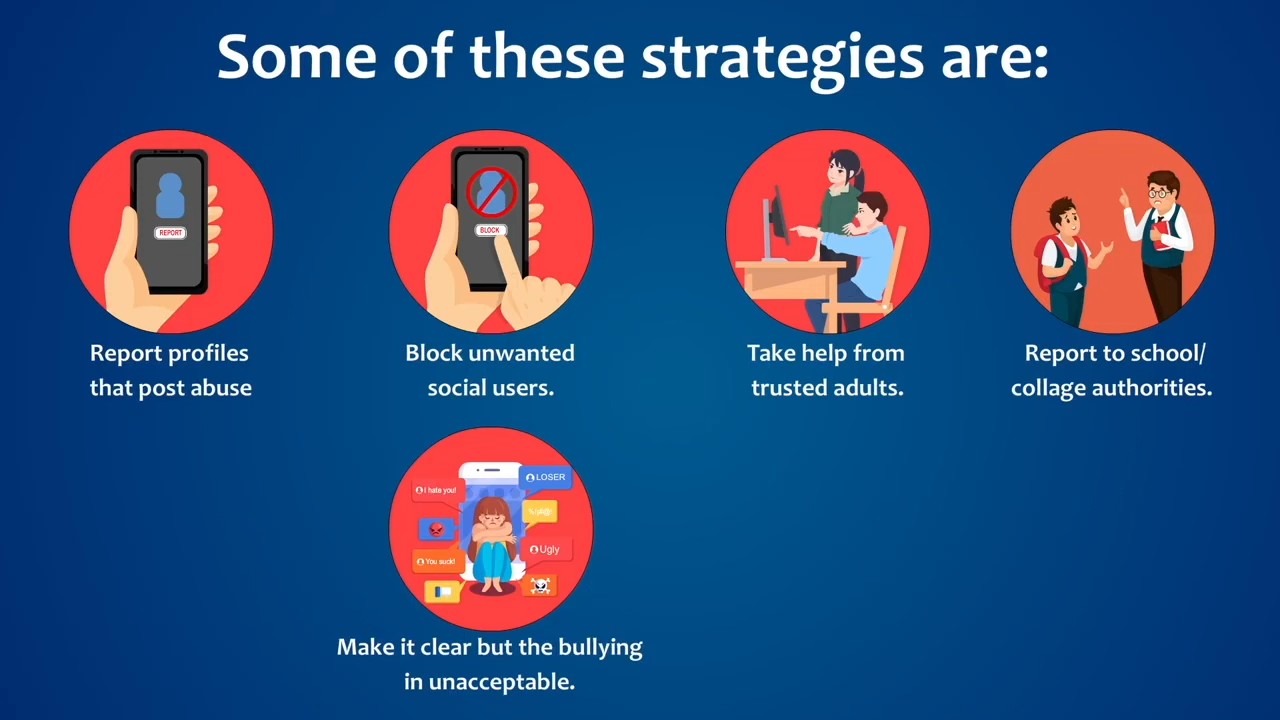 Some of these strategies are:
REPORT
BLOCK
Report profiles
that post abuse
Block unwanted
social users.
Take help from
trusted adults.
Report to school/
collage authorities.
I hate you!
LOSER
Ugly
You suck!
Make it clear but the bullying
in unacceptable.